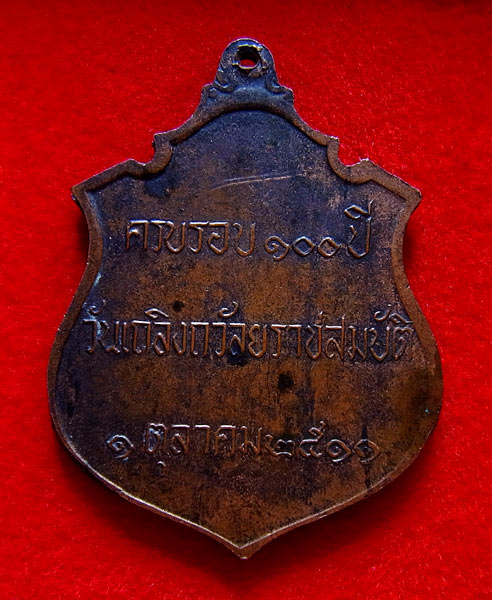 ครบรอบ ๑๐๐ ปี
วันเถลิงถวัลยราชสมบัติ
๑ ตุลาคม ๒๕๑๑